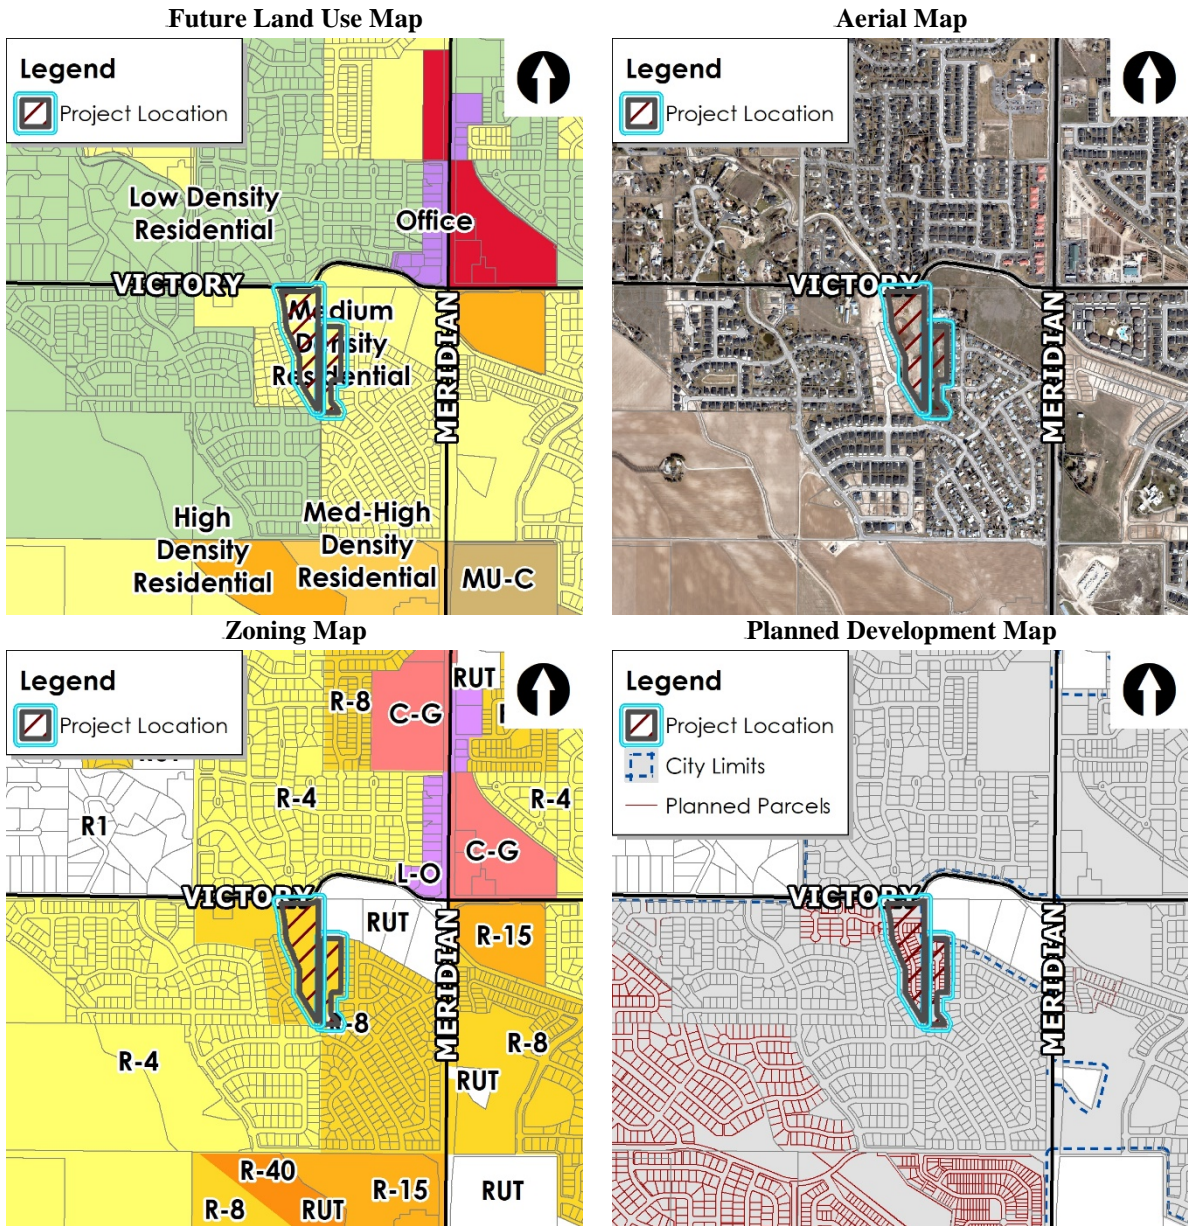 Future Land Use Map
Legend
Project Location
Low Density
Residential
Office
VICTORY
Medium
Density
Residential
MERIDIAN
High
Density
Residential
Med-High
Density
Residential
MU-C
Aerial Map
Legend
Project Location
VICTORY
MERIDIAN
Zoning Map
Legend
Project Location
RUT
R-8
C-G
RUT
R1
R-4
R-4
C-G
L-O
VICTORY
RUT
R-15
MERIDIAN
R-8
R-8
R-4
RUT
R-40
R-15
RUT
R-8
RUT
Planned Development Map
Legend
Project Location
City Limits
Planned Parcels
VICTORY
MERIDIAN